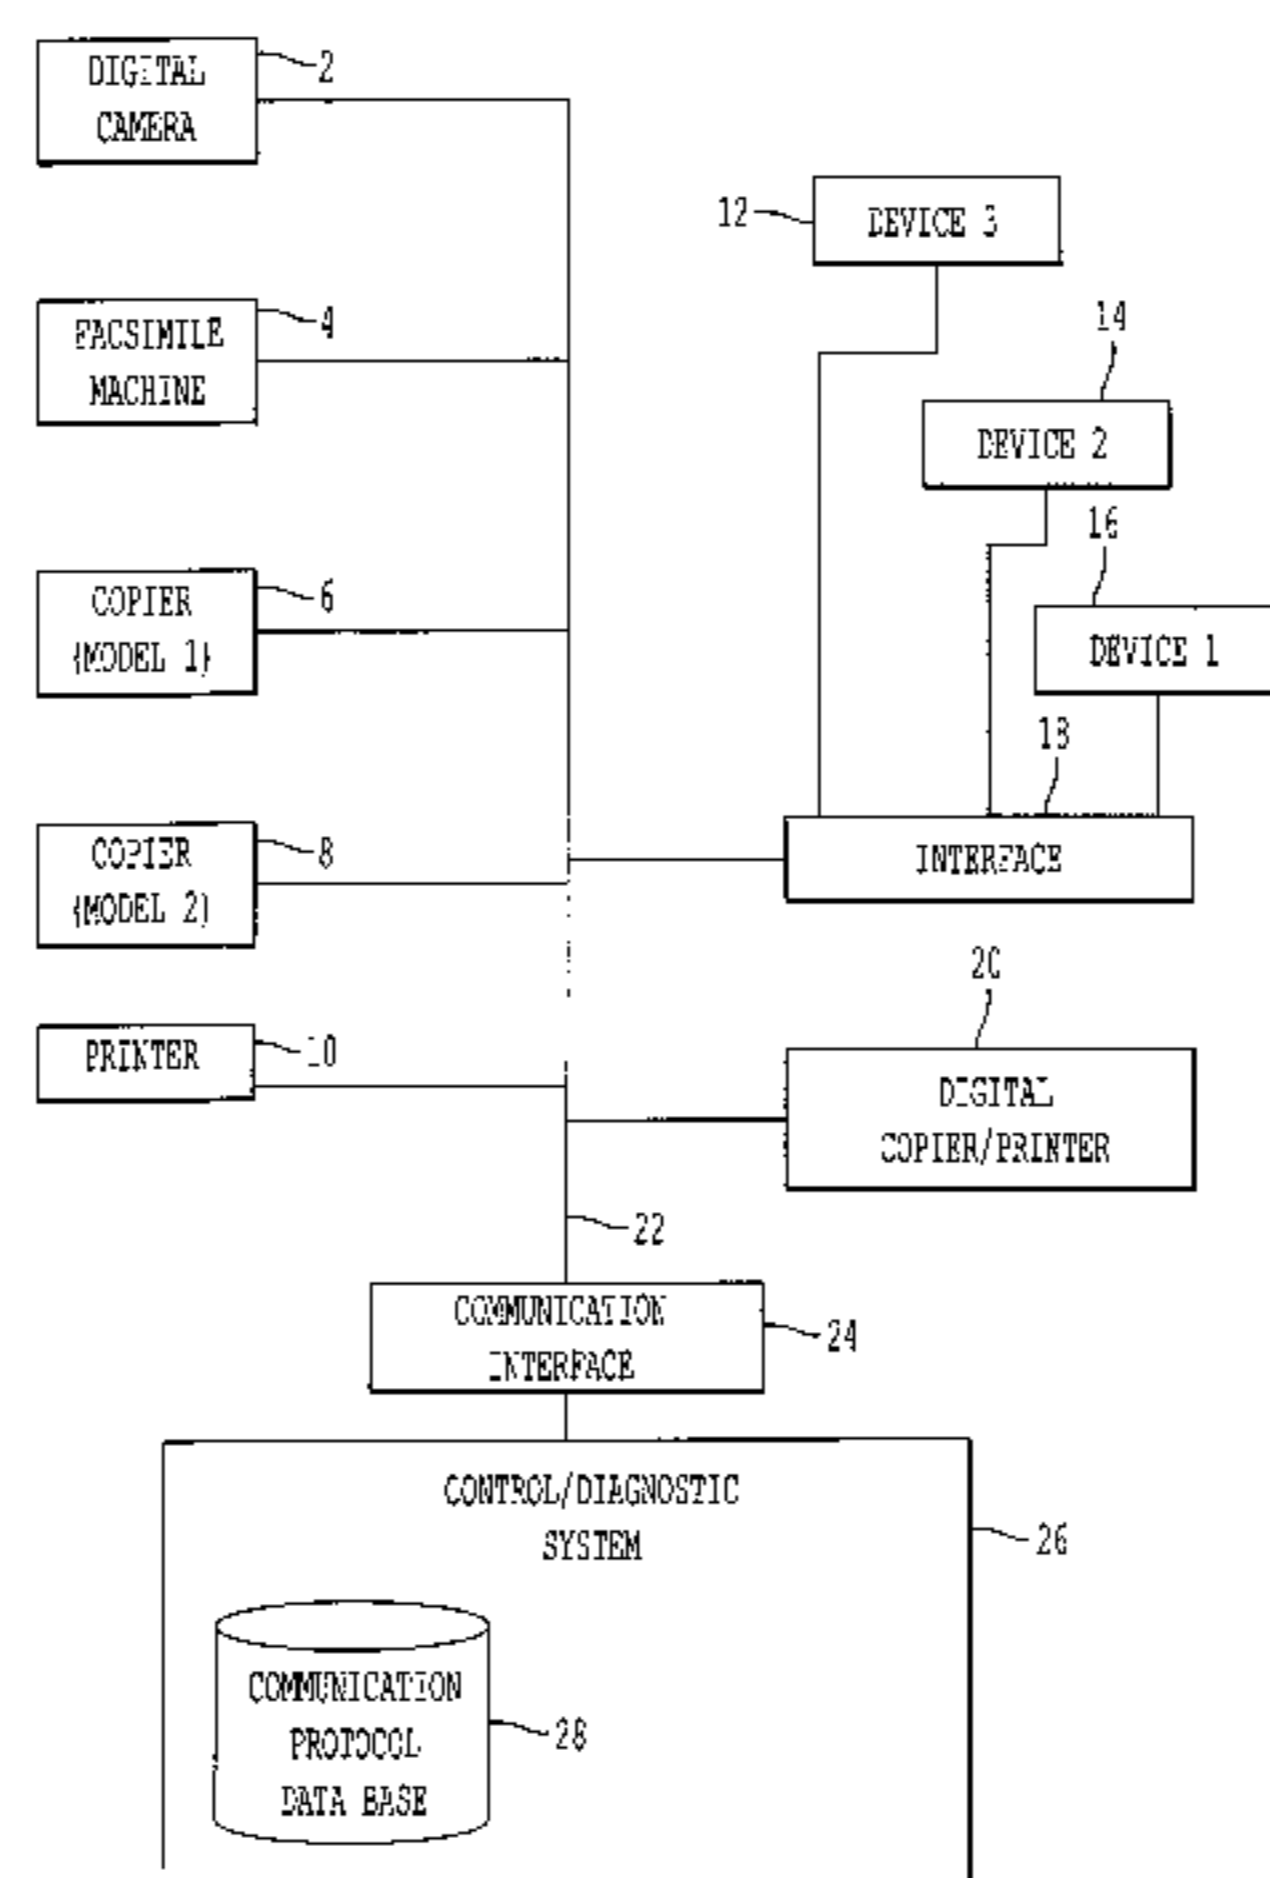 DIGITAL
CAMERA
2
FACSIMILE
MACHINE
4
COPIER
(MODEL 1)
6
COPIER
(MODEL 2)
8
PRINTER
10
12
DEVICE 3
14
DEVICE 2
16
DEVICE 1
18
INTERFACE
20
DIGITAL
COPIER/PRINTER
22
COMMUNICATION
INTERFACE
24
CONTROL/DIAGNOSTIC
SYSTEM
26
COMMUNICATION
PROTOCOL
DATA BASE
28